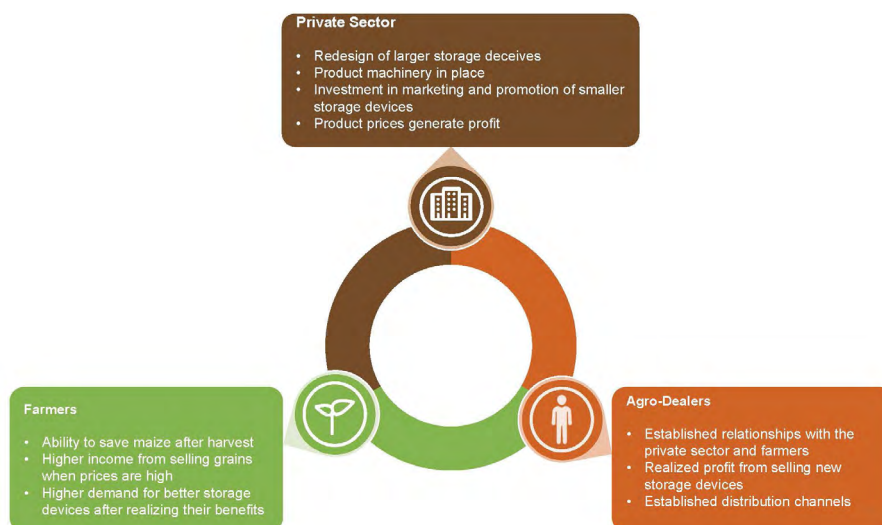 Private Sector
• Redesign of larger storage deceives
• Product machinery in place
• Investment in marketing and promotion of smaller
storage devices
• Product prices generate profit
Farmers
• Ability to save maize after harvest
• Higher income from selling grains
when prices are high
• Higher demand for better storage
devices after realizing their benefits
Agro-Dealers
• Established relationships with the
private sector and farmers
• Realized profit from selling new
storage devices
• Established distribution channels